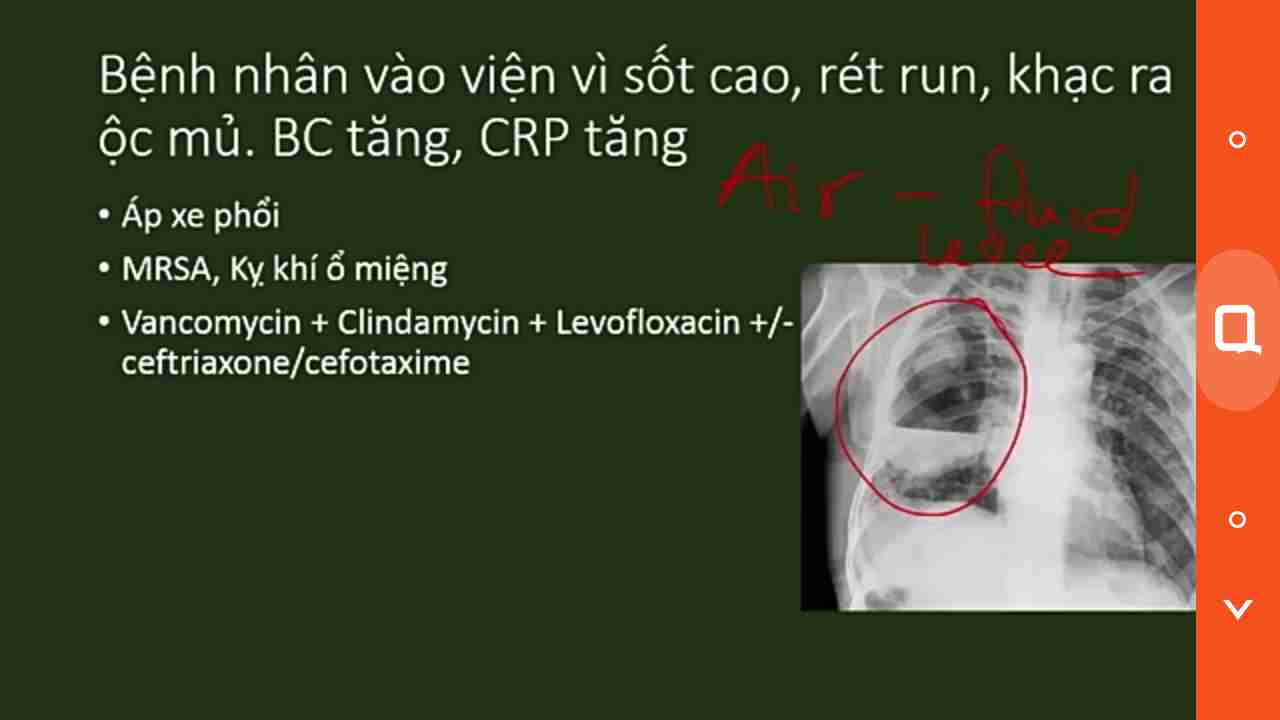 Bệnh nhân vào viện vì sốt cao, rét run, khạc ra
ộc mủ. BC tăng, CRP tăng
Air - fluid
level
• Áp xe phổi
• MRSA, Kỵ khí ổ miệng
• Vancomycin + Clindamycin + Levofloxacin +/-
ceftriaxone/cefotaxime